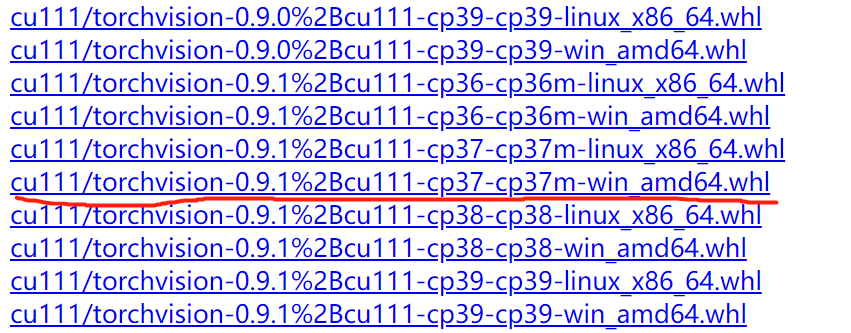 cu111/torchvision-0.9.0%2Bcu111-cp39-cp39-linux_x86_64.whl
cu111/torchvision-0.9.0%2Bcu111-cp39-cp39-win_amd64.whl
cu111/torchvision-0.9.1%2Bcu111-cp36-cp36m-linux_x86_64.whl
cu111/torchvision-0.9.1%2Bcu111-cp36-cp36m-win_amd64.whl
cu111/torchvision-0.9.1%2Bcu111-cp37-cp37m-linux_x86_64.whl
cu111/torchvision-0.9.1%2Bcu111-cp37-cp37m-win_amd64.whl
cu111/torchvision-0.9.1%2Bcu111-cp38-cp38-linux_x86_64.whl
cu111/torchvision-0.9.1%2Bcu111-cp38-cp38-win_amd64.whl
cu111/torchvision-0.9.1%2Bcu111-cp39-cp39-linux_x86_64.whl
cu111/torchvision-0.9.1%2Bcu111-cp39-cp39-win_amd64.whl